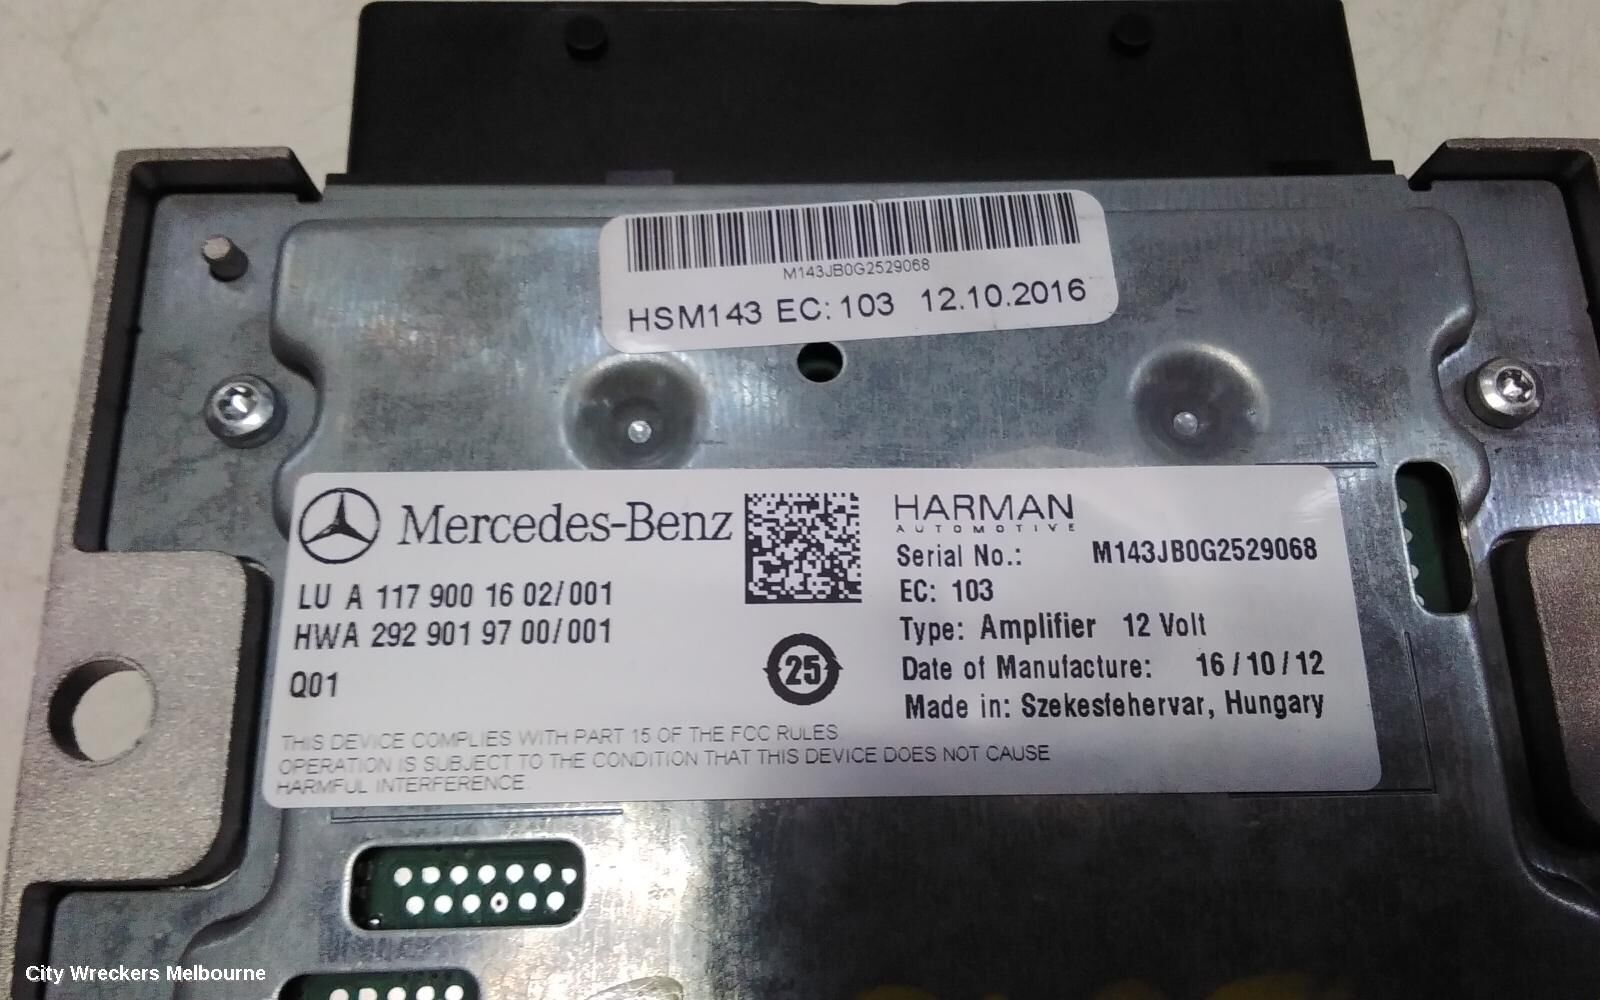 M143JB0G2529068
HSM143 EC: 103 12.10.2016
Mercedes-Benz
LU A 117 900 16 02/001
HWA 292 901 97 00/001
Q01
25
HARMAN
AUTOMOTIVE
Serial No.: M143JB0G2529068
EC: 103
Type: Amplifier 12 Volt
Date of Manufacture: 16/10/12
Made in: Szekesfehervar, Hungary
THIS DEVICE COMPLIES WITH PART 15 OF THE FCC RULES.
OPERATION IS SUBJECT TO THE CONDITION THAT THIS DEVICE DOES NOT CAUSE
HARMFUL INTERFERENCE.
City Wreckers Melbourne